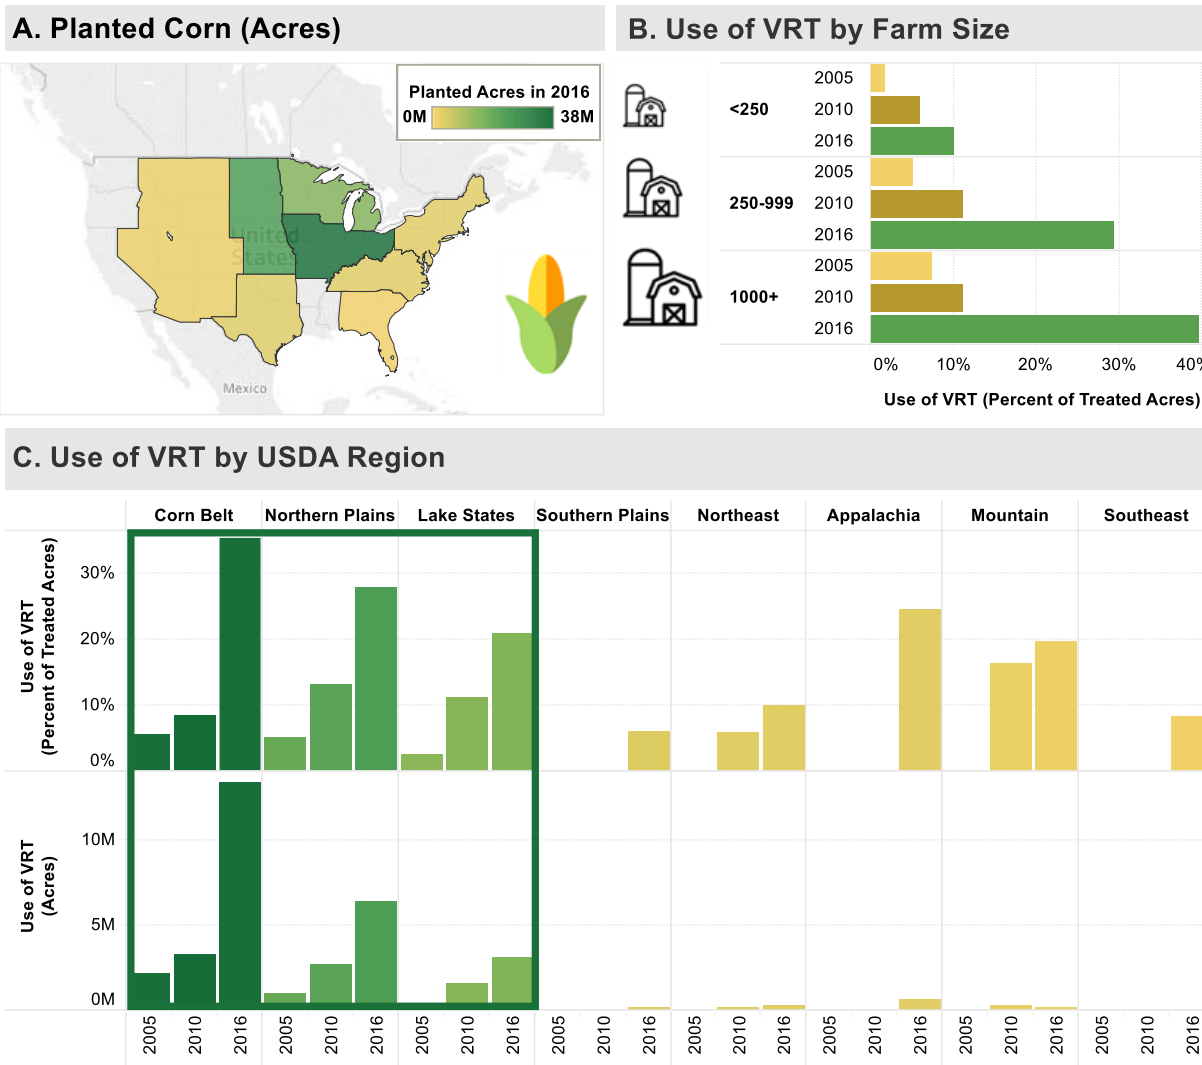 A. Planted Corn (Acres)
Planted Acres in 2016
0M 38M
United
States
Mexico
B. Use of VRT by Farm Size
<250
2005
2010
2016
250-999
2005
2010
2016
1000+
2005
2010
2016
0% 10% 20% 30% 40%
Use of VRT (Percent of Treated Acres)
C. Use of VRT by USDA Region
Corn Belt Northern Plains Lake States Southern Plains Northeast Appalachia Mountain Southeast
Use of VRT
(Percent of Treated Acres)
30%
20%
10%
0%
Use of VRT
(Acres)
10M
5M
0M
2005 2010 2016 2005 2010 2016 2005 2010 2016 2005 2010 2016 2005 2010 2016 2005 2010 2016 2005 2010 2016 2005 2010 2016